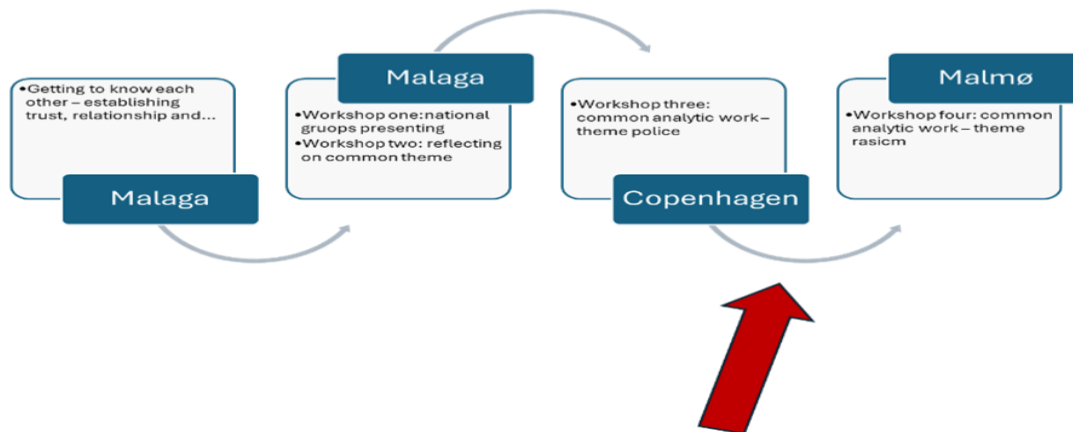 •Getting to know each
other – establishing
trust, relationship and...
Malaga
Malaga
•Workshop one: national
gruops presenting
•Workshop two: reflecting
on common theme
•Workshop three:
common analytic work–
theme police
Copenhagen
Malmø
•Workshop four: common
analytic work – theme
rasicm